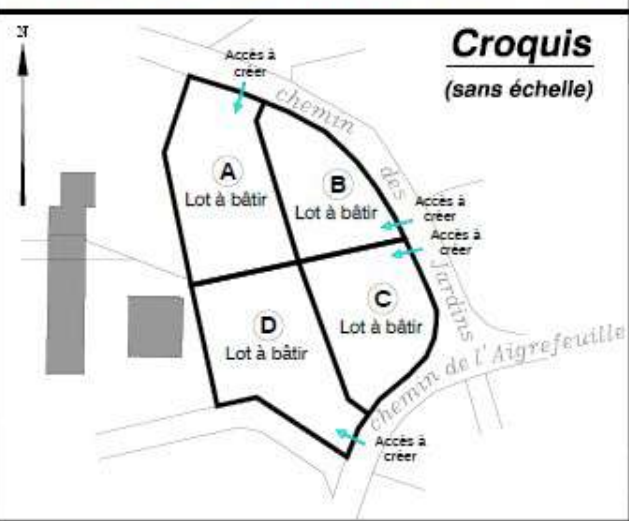 N
Croquis
(sans échelle)
Accès à
créer
chemin
des
Jardins
A
Lot à bâtir
B
Lot à bâtir
Accès à
créer
Accès à
créer
C
Lot à bâtir
D
Lot à bâtir
chemin de l'Aigrefeuille
Accès à
créer